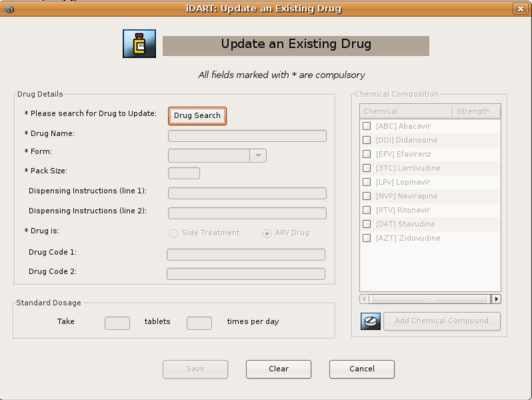 iDART: Update an Existing Drug
Update an Existing Drug
All fields marked with * are compulsory
Drug Details
* Please search for Drug to Update: Drug Search
* Drug Name:
* Form:
* Pack Size:
Dispensing Instructions (line 1):
Dispensing Instructions (line 2):
* Drug is: Side Treatment ARV Drug
Drug Code 1:
Drug Code 2:
Standard Dosage
Take tablets times per day
Chemical Composition
Chemical Strength
[ABC] Abacavir
[DDI] Didanosine
[EFV] Efavirenz
[3TC] Lamivudine
[LPv] Lopinavir
[NVP] Nevirapine
[RTV] Ritonavir
[D4T] Stavudine
[AZT] Zidovudine
Add Chemical Compound
Save Clear Cancel